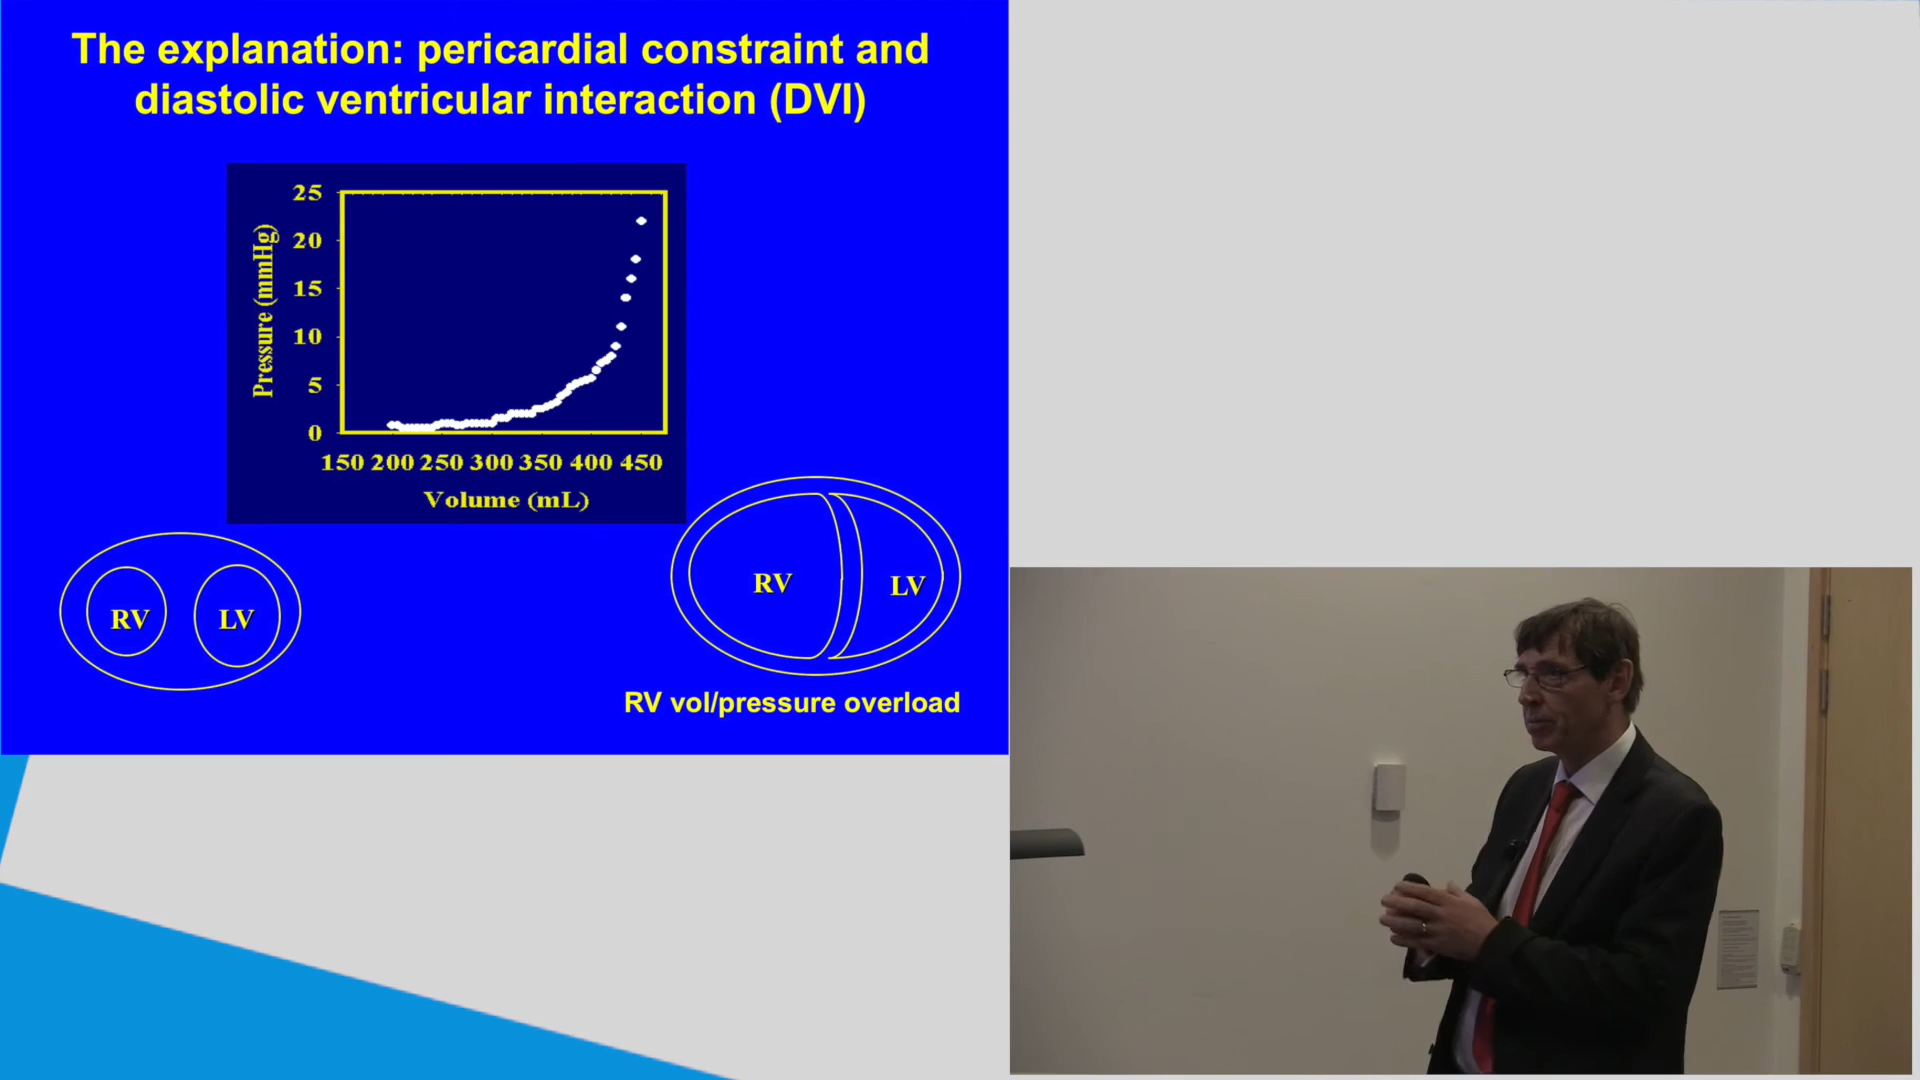 The explanation: pericardial constraint and
diastolic ventricular interaction (DVI)
25
20
15
10
5
0
Pressure (mmHg)
150 200 250 300 350 400 450
Volume (mL)
RV LV
RV LV
RV vol/pressure overload